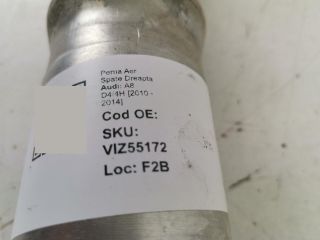 Perna Aer
Spate Dreapta
Audi: A8
D4/4H [2010 -
2014]
Cod OE:
SKU:
VIZ55172
Loc: F2B